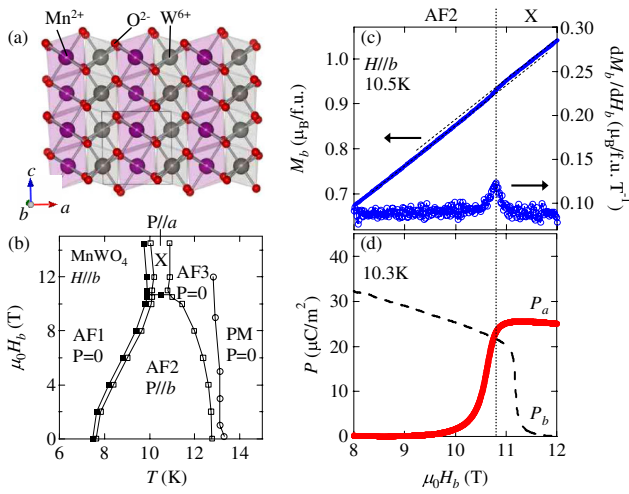 (a)
Mn2+
O2-
W6+
c
b
a
(b)
P//a
MnWO4
H//b
X
AF3
P=0
AF1
P=0
AF2
P//b
PM
P=0
μ0Hb (T)
12
8
4
0
6
8
10
12
14
T (K)
AF2
X
(c)
H//b
10.5K
Mb (μB/f.u.)
1.0
0.9
0.8
0.7
0.30
0.25
0.20
0.15
0.10
dMb/dHb (μB/f.u. T-1)
(d)
10.3K
P (μC/m2)
40
30
20
10
0
Pa
Pb
8
9
10
11
12
μ0Hb (T)